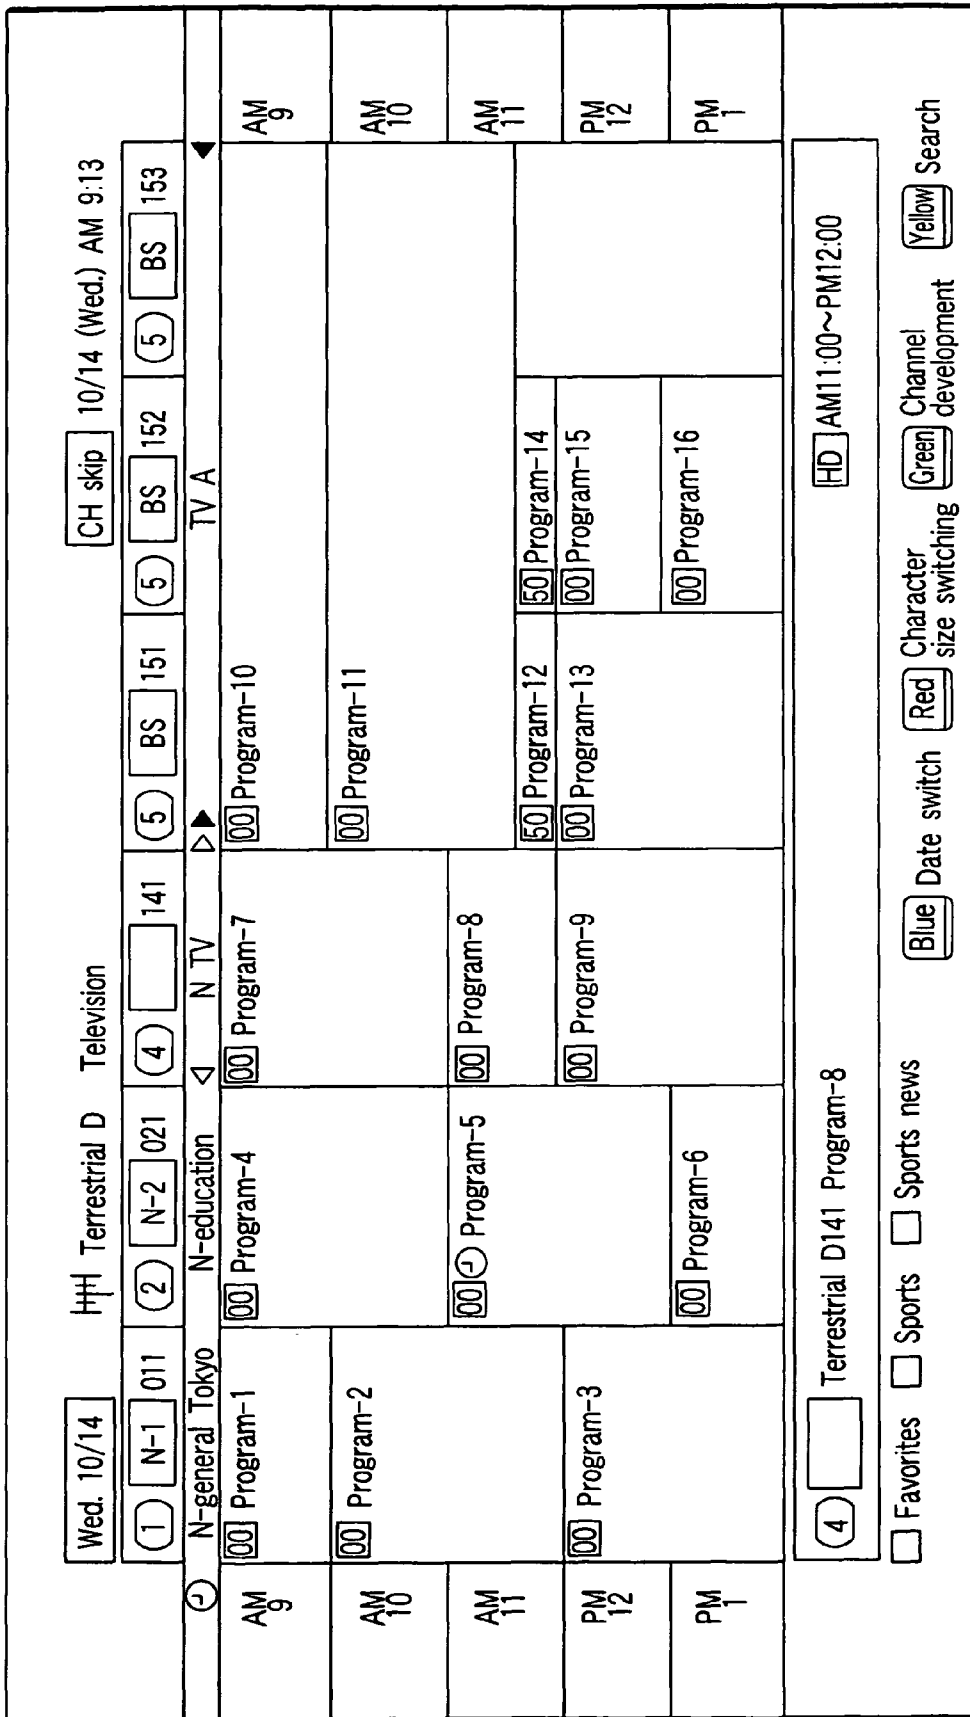 Wed. 10/14 Terrestrial D Television CH skip 10/14 (Wed.) AM 9:13
1 N-1 011 2 N-2 021 4 141 5 BS 151 5 BS 152 5 BS 153
N-general Tokyo N-education N TV TV A
AM 9 00 Program-1 00 Program-4 00 Program-7 00 Program-10 AM 9
AM 10 00 Program-2 00 Program-11 AM 10
AM 11 00 Program-5 00 Program-8 AM 11
50 Program-12 50 Program-14
PM 12 00 Program-3 00 Program-9 00 Program-13 00 Program-15 PM 12
PM 1 00 Program-6 00 Program-16 PM 1
4 Terrestrial D141 Program-8 HD AM11:00~PM12:00
Favorites Sports Sports news
Blue Date switch Red Character size switching Green Channel development Yellow Search